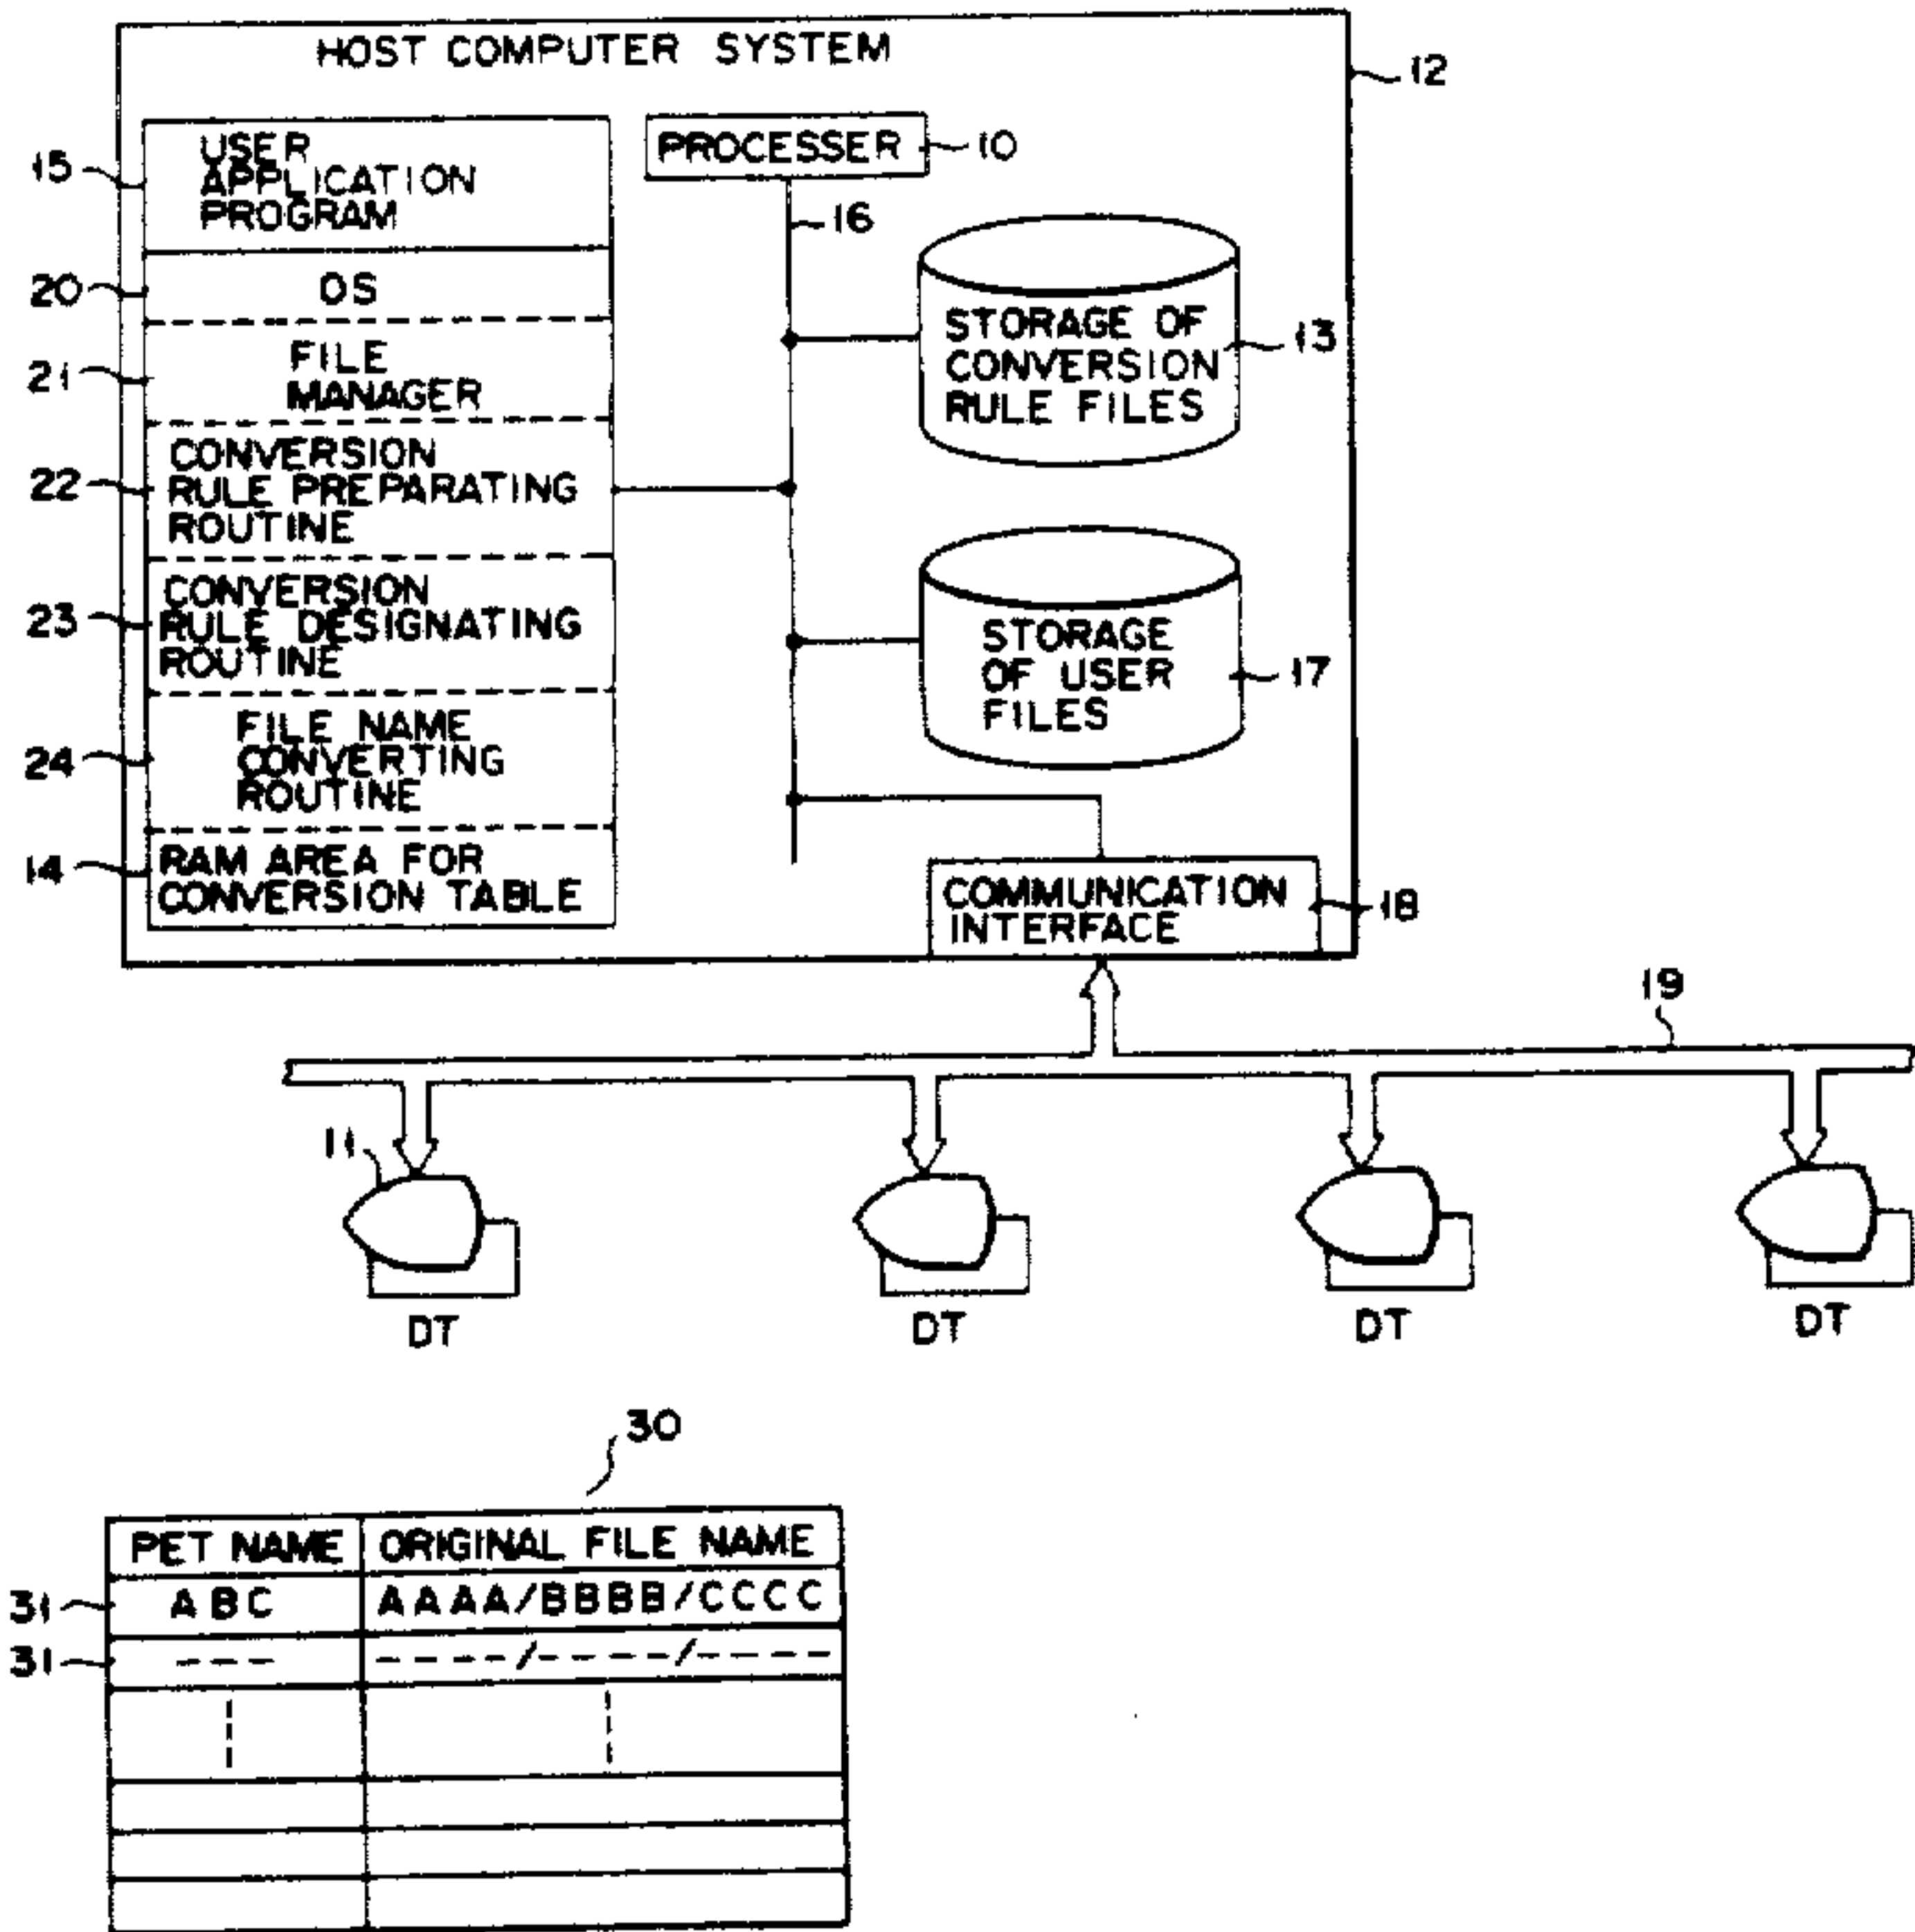 HOST COMPUTER SYSTEM
12
15
USER
APPLICATION
PROGRAM
PROCESSER
10
16
20
OS
21
FILE
MANAGER
STORAGE OF
CONVERSION
RULE FILES
13
22
CONVERSION
RULE PREPARATING
ROUTINE
23
CONVERSION
RULE DESIGNATING
ROUTINE
STORAGE
OF USER
FILES
17
24
FILE NAME
CONVERTING
ROUTINE
14
RAM AREA FOR
CONVERSION TABLE
COMMUNICATION
INTERFACE
18
19
11
DT
DT
DT
DT
30
PET NAME ORIGINAL FILE NAME
31 ABC AAAA/BBBB/CCCC
31 ---- ----/----/----